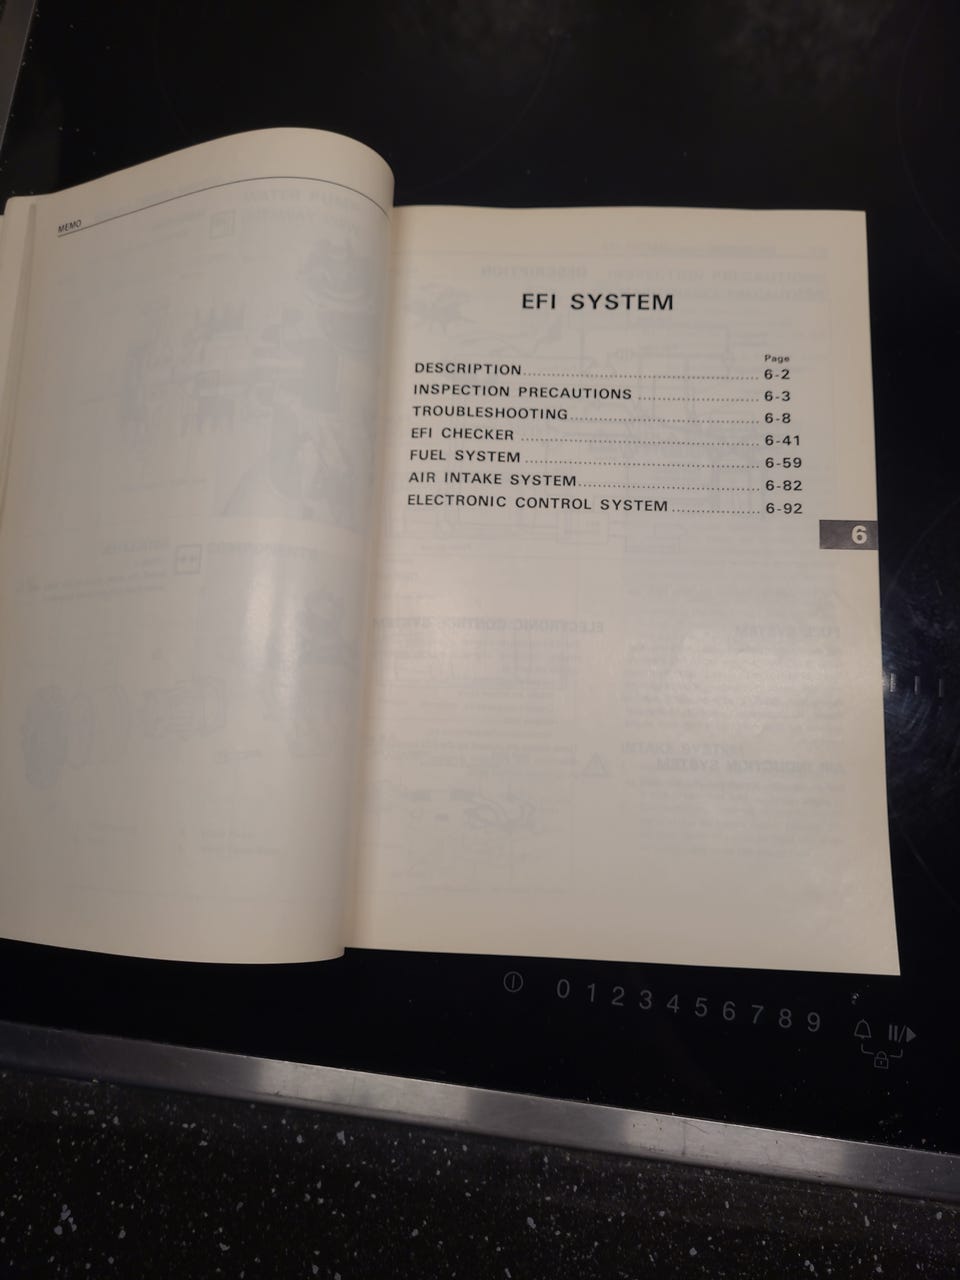 MEMO
EFI SYSTEM
Page
DESCRIPTION........................................................ 6-2
INSPECTION PRECAUTIONS ............................. 6-3
TROUBLESHOOTING............................................. 6-8
EFI CHECKER ......................................................... 6-41
FUEL SYSTEM ........................................................ 6-59
AIR INTAKE SYSTEM........................................... 6-82
ELECTRONIC CONTROL SYSTEM ..................... 6-92
6
0 1 2 3 4 5 6 7 8 9